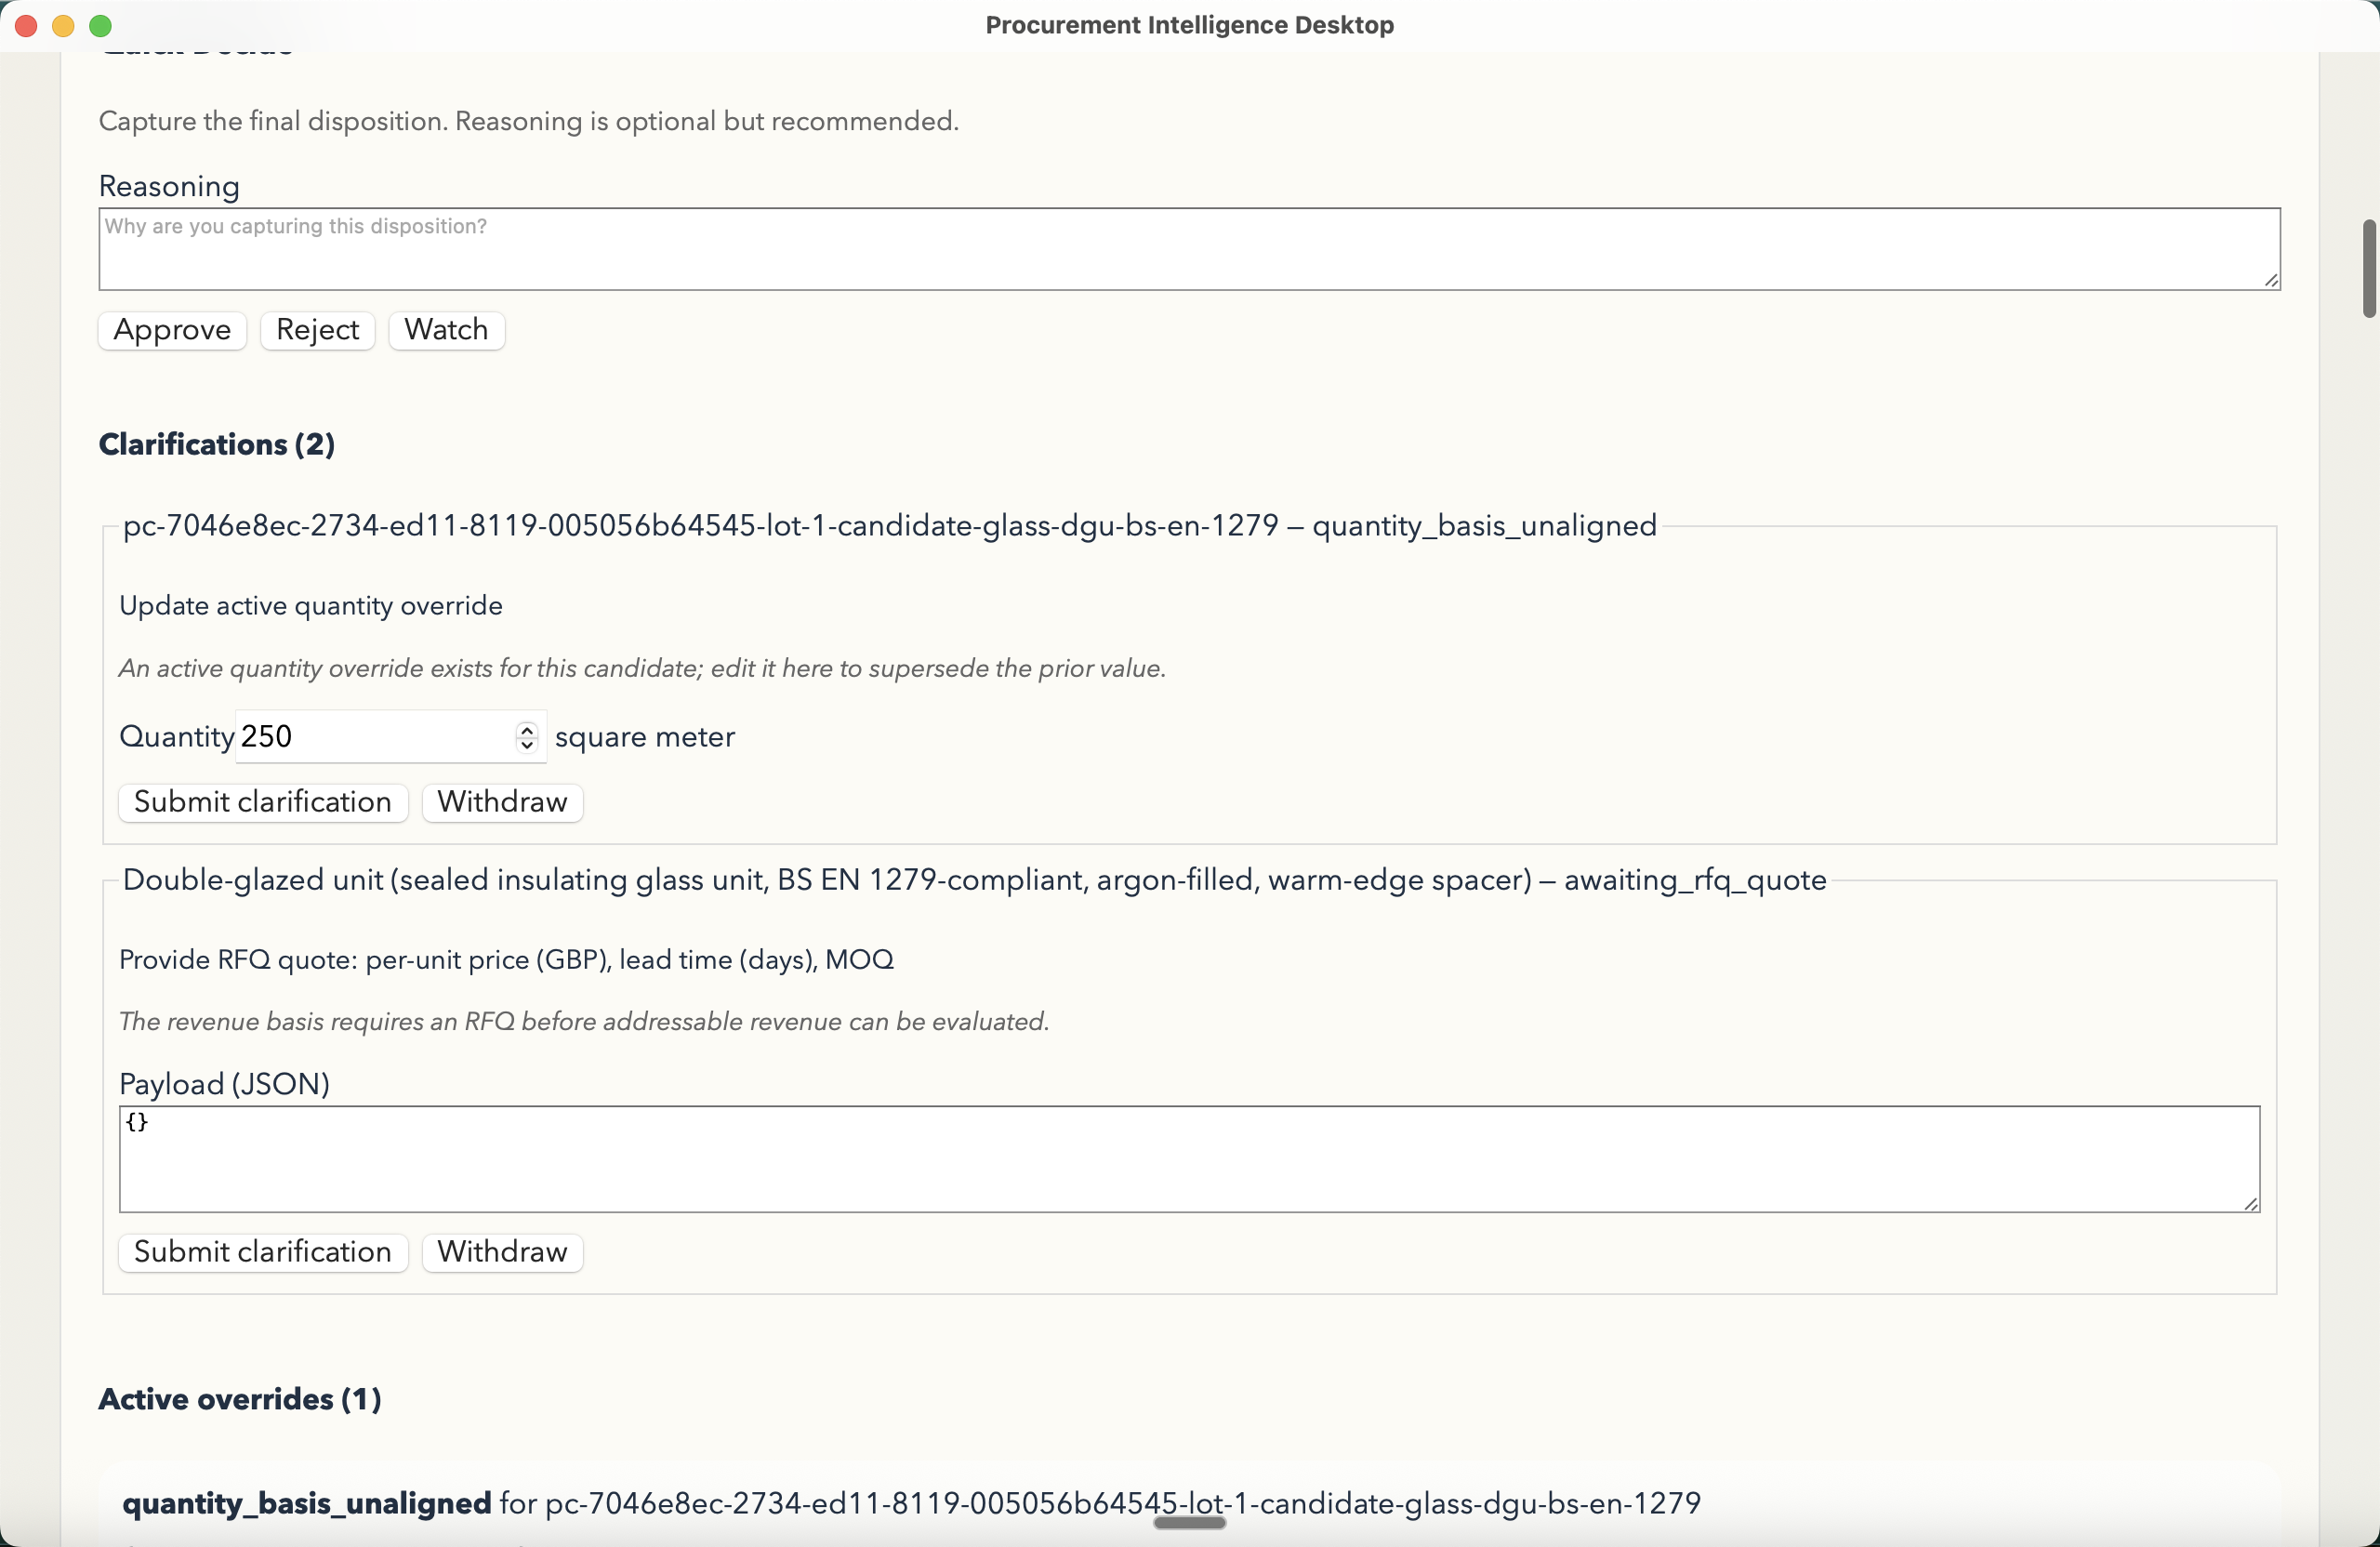 Procurement Intelligence Desktop
Capture the final disposition. Reasoning is optional but recommended.
Reasoning
Why are you capturing this disposition?
Approve Reject Watch
Clarifications (2)
pc-7046e8ec-2734-ed11-8119-005056b64545-lot-1-candidate-glass-dgu-bs-en-1279 – quantity_basis_unaligned
Update active quantity override
An active quantity override exists for this candidate; edit it here to supersede the prior value.
Quantity 250 square meter
Submit clarification Withdraw
Double-glazed unit (sealed insulating glass unit, BS EN 1279-compliant, argon-filled, warm-edge spacer) – awaiting_rfq_quote
Provide RFQ quote: per-unit price (GBP), lead time (days), MOQ
The revenue basis requires an RFQ before addressable revenue can be evaluated.
Payload (JSON)
{}
Submit clarification Withdraw
Active overrides (1)
quantity_basis_unaligned for pc-7046e8ec-2734-ed11-8119-005056b64545-lot-1-candidate-glass-dgu-bs-en-1279